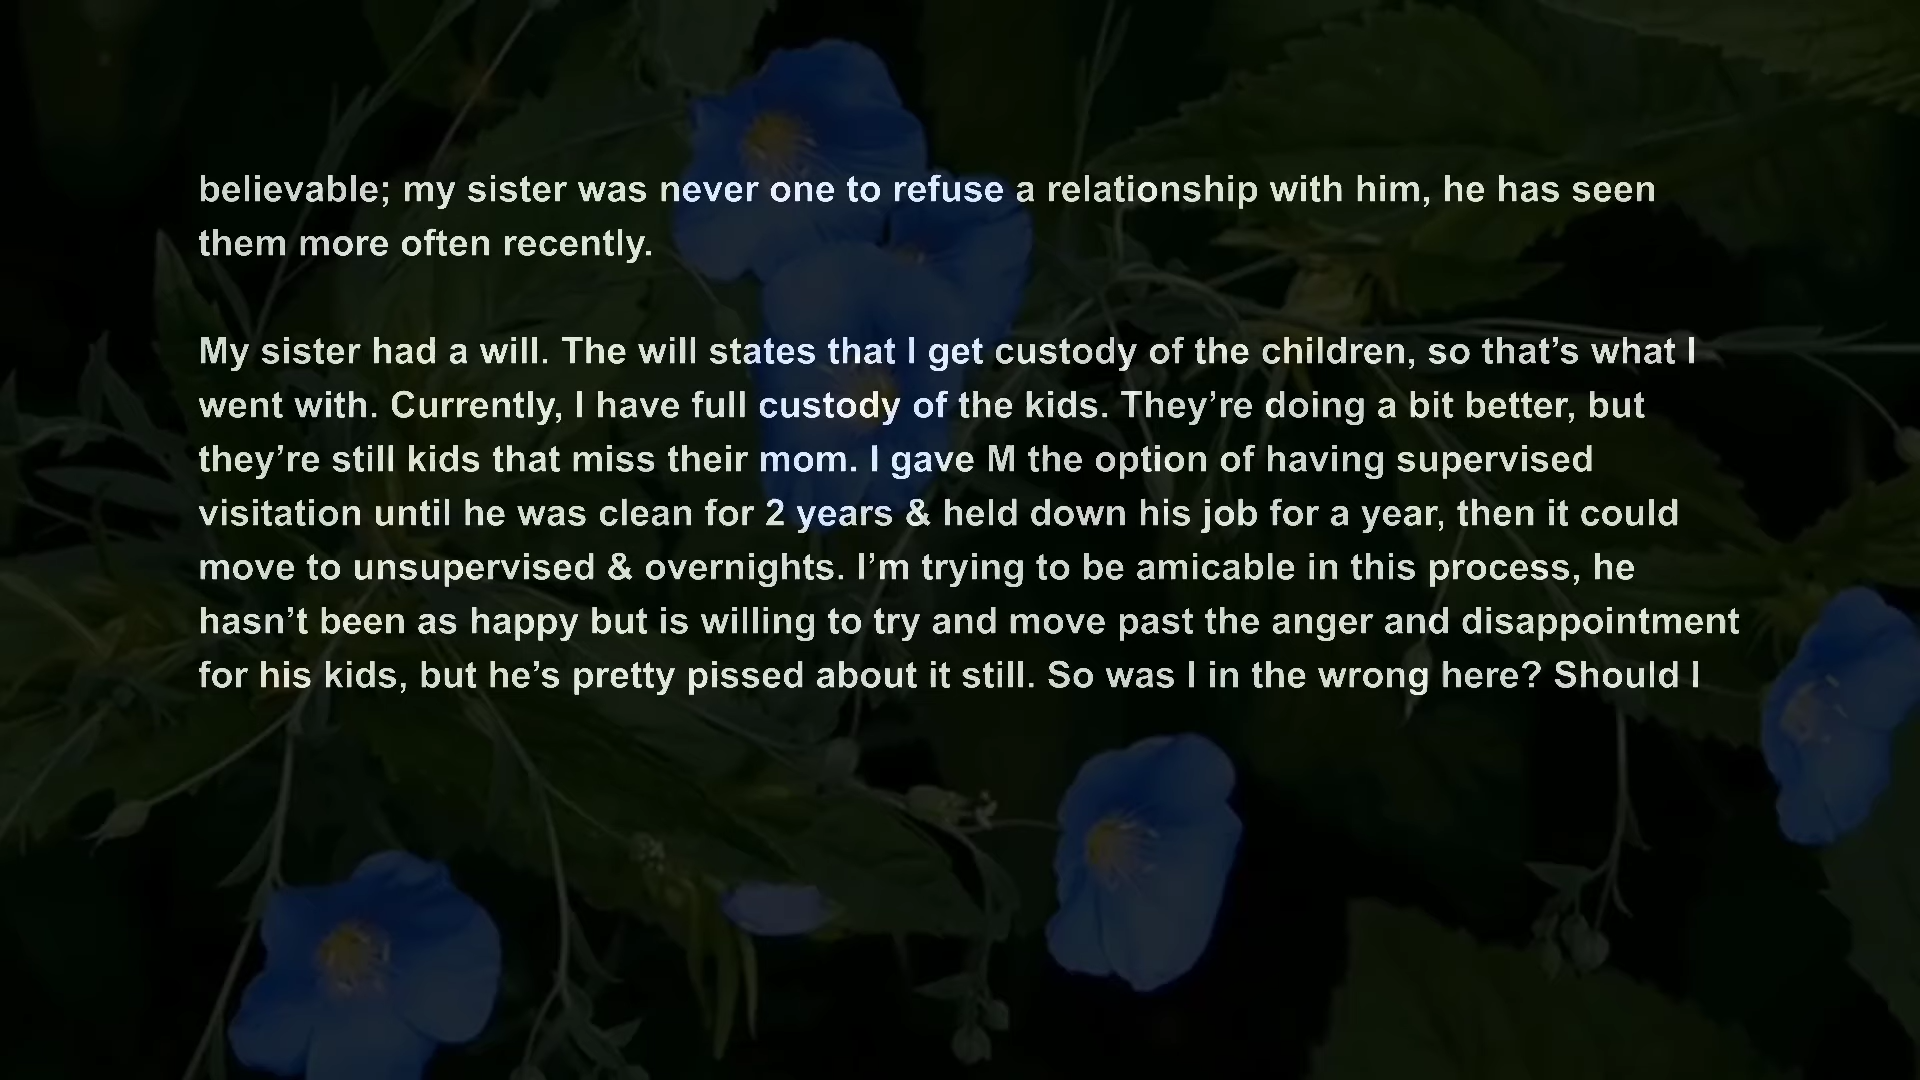 believable; my sister was never one to refuse a relationship with him, he has seen
them more often recently.
My sister had a will. The will states that I get custody of the children, so that’s what I
went with. Currently, I have full custody of the kids. They’re doing a bit better, but
they’re still kids that miss their mom. I gave M the option of having supervised
visitation until he was clean for 2 years & held down his job for a year, then it could
move to unsupervised & overnights. I’m trying to be amicable in this process, he
hasn’t been as happy but is willing to try and move past the anger and disappointment
for his kids, but he’s pretty pissed about it still. So was I in the wrong here? Should I